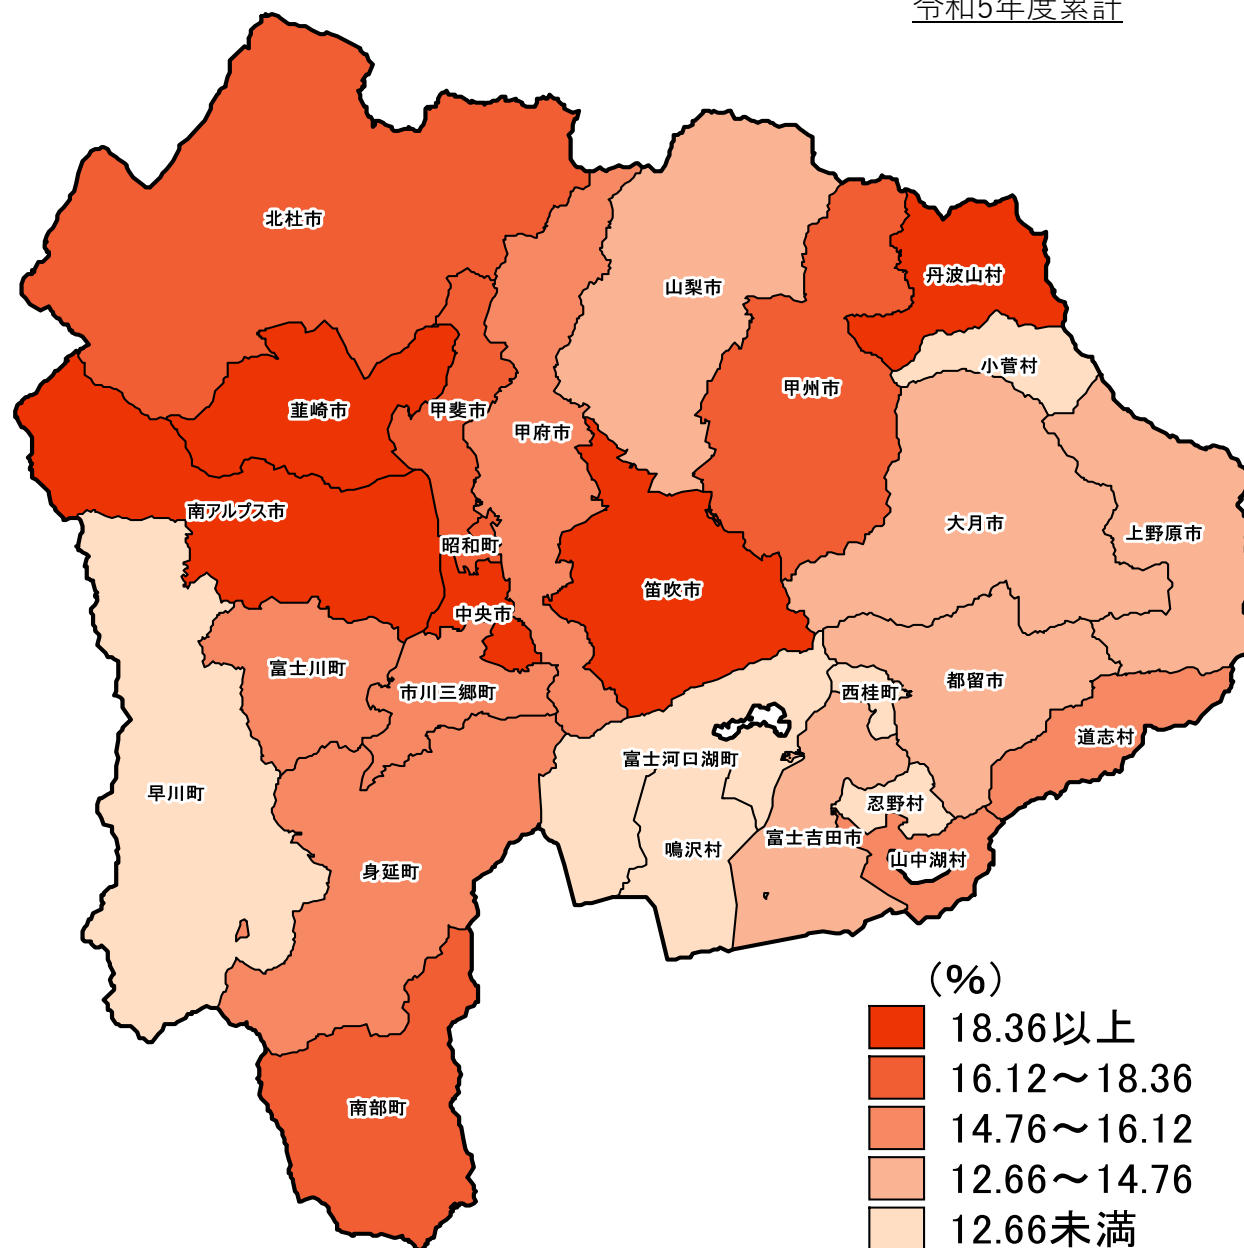 令和5年度累計
北杜市
山梨市
丹波山村
小菅村
甲州市
韮崎市
甲斐市
甲府市
南アルプス市
大月市
上野原市
昭和町
笛吹市
中央市
富士川町
市川三郷町
都留市
西桂町
道志村
富士河口湖町
早川町
忍野村
富士吉田市
鳴沢村
山中湖村
身延町
南部町
(%)
18.36以上
16.12～18.36
14.76～16.12
12.66～14.76
12.66未満